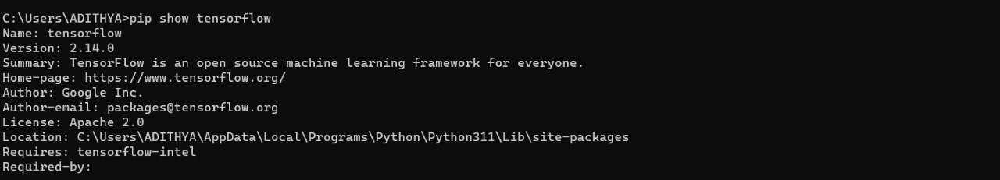 C:\Users\ADITHYA>pip show tensorflow
Name: tensorflow
Version: 2.14.0
Summary: TensorFlow is an open source machine learning framework for everyone.
Home-page: https://www.tensorflow.org/
Author: Google Inc.
Author-email: packages@tensorflow.org
License: Apache 2.0
Location: C:\Users\ADITHYA\AppData\Local\Programs\Python\Python311\Lib\site-packages
Requires: tensorflow-intel
Required-by: